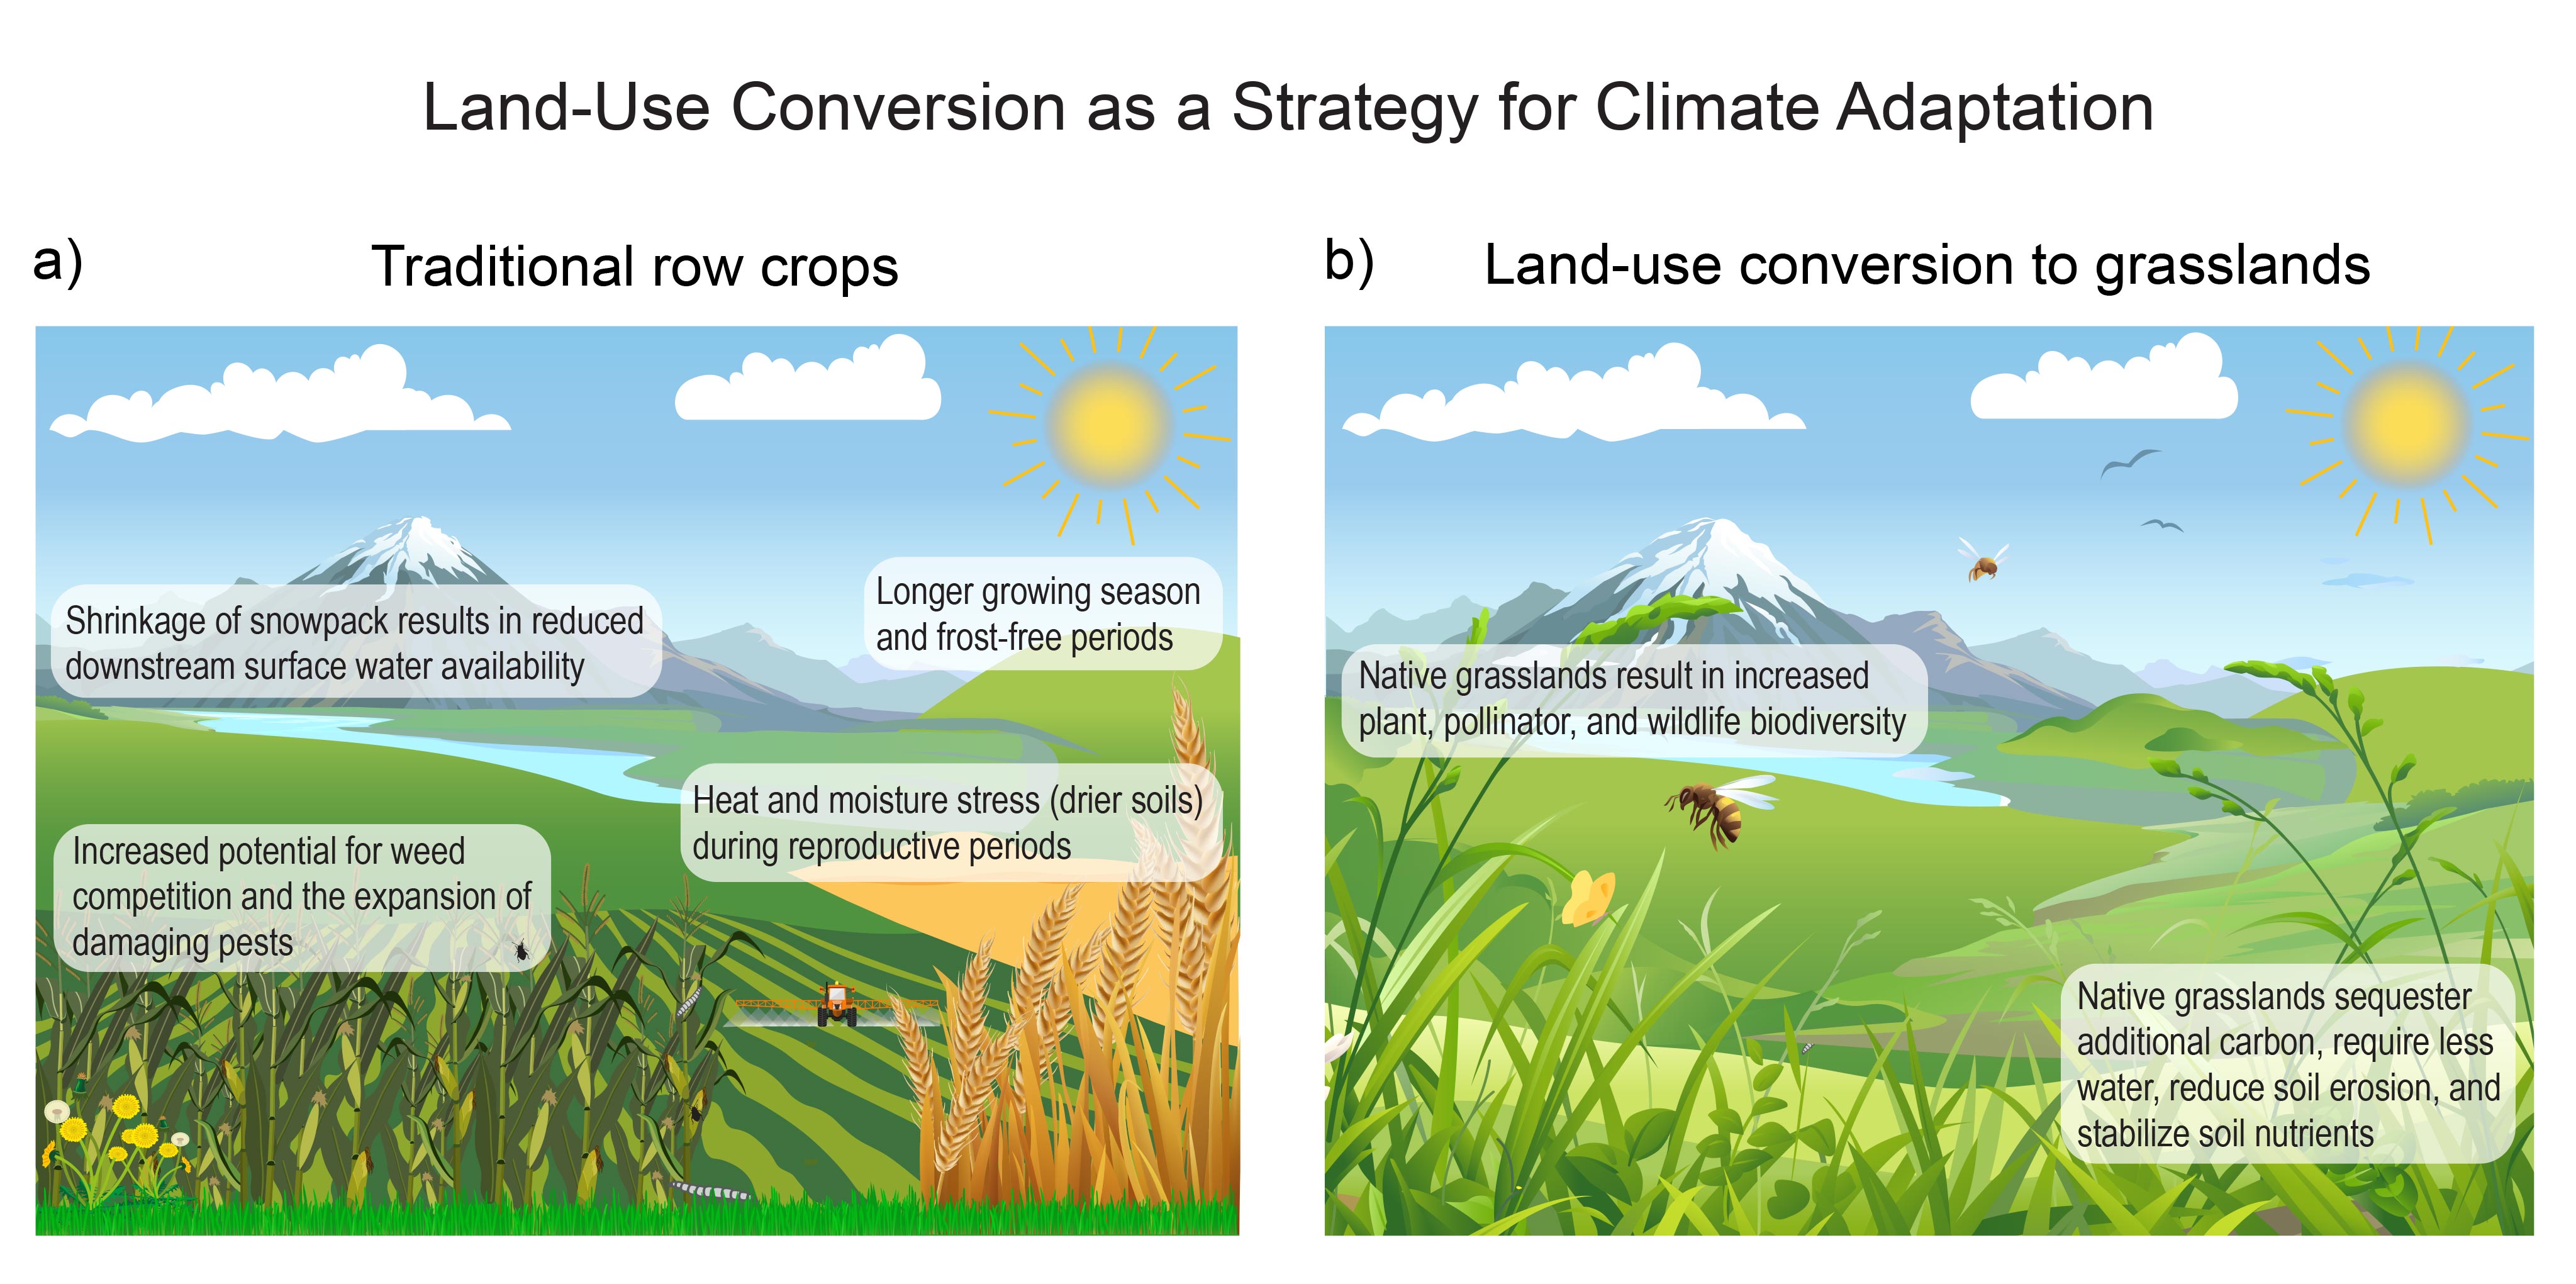 Land-Use Conversion as a Strategy for Climate Adaptation
a)
Traditional row crops
Shrinkage of snowpack results in reduced
downstream surface water availability
Longer growing season
and frost-free periods
Heat and moisture stress (drier soils)
during reproductive periods
Increased potential for weed
competition and the expansion of
damaging pests
b)
Land-use conversion to grasslands
Native grasslands result in increased
plant, pollinator, and wildlife biodiversity
Native grasslands sequester
additional carbon, require less
water, reduce soil erosion, and
stabilize soil nutrients